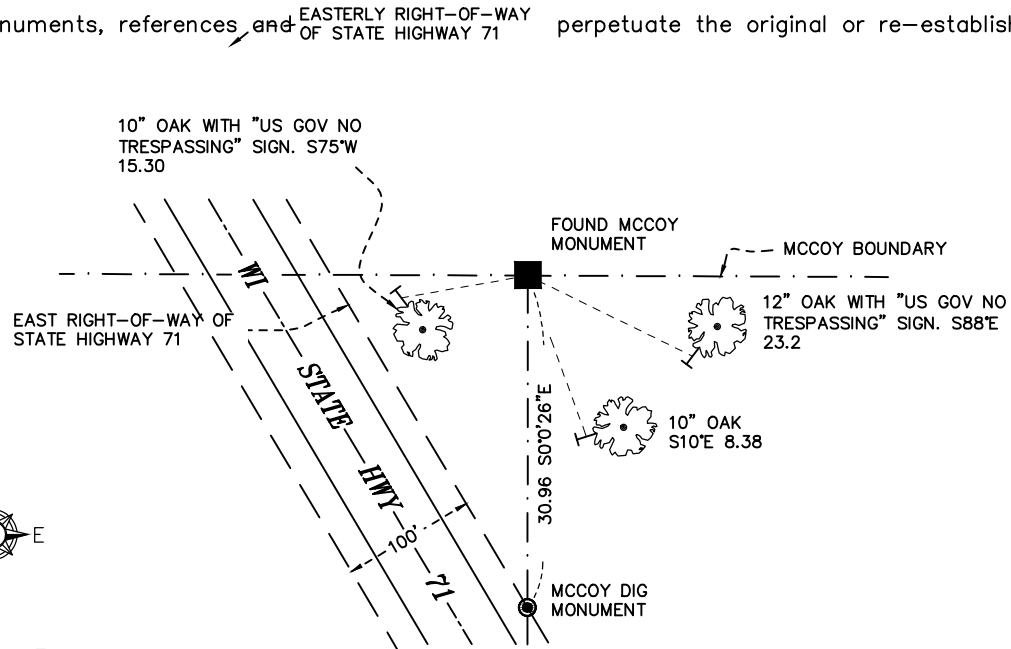 numents, references and EASTERLY RIGHT-OF-WAY OF STATE HIGHWAY 71 perpetuate the original or re-establish
10" OAK WITH "US GOV NO
TRESPASSING" SIGN. S75°W
15.30
FOUND MCCOY
MONUMENT
MCCOY BOUNDARY
EAST RIGHT-OF-WAY OF
STATE HIGHWAY 71
12" OAK WITH "US GOV NO
TRESPASSING" SIGN. S88°E
23.2
10" OAK
S10°E 8.38
30.96 S0°0'26"E
WI
STATE
HWY
71
100'
E
MCCOY DIG
MONUMENT